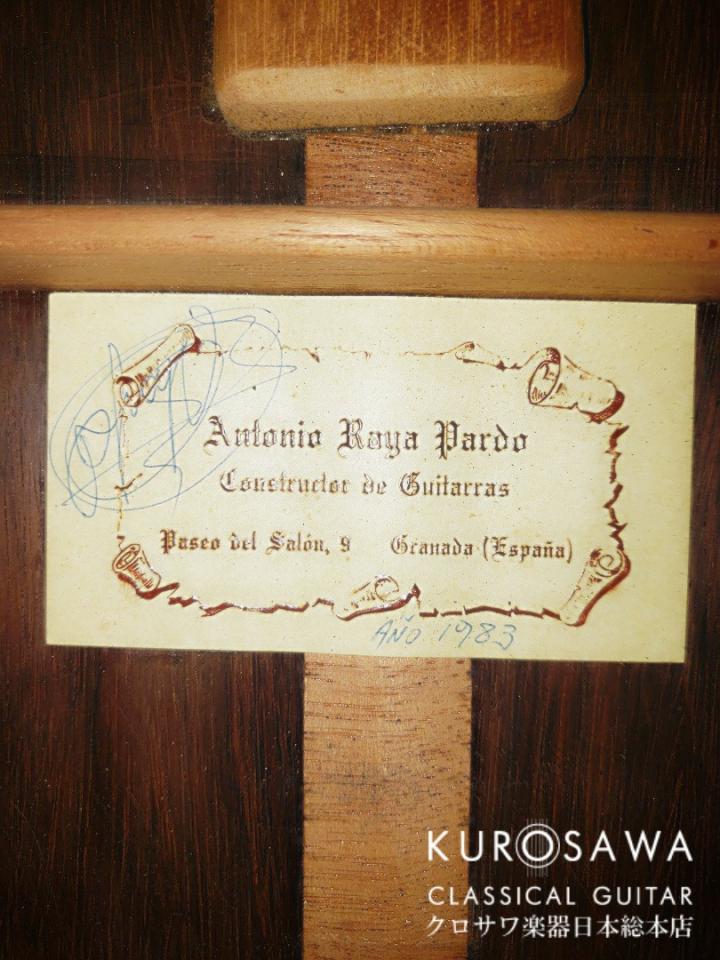 Antonio Raya Pardo
Constructor de Guitarras
Paseo del Salón, 9 Granada (España)
AÑO 1983
KUROSAWA
CLASSICAL GUITAR
クロサワ楽器日本総本店